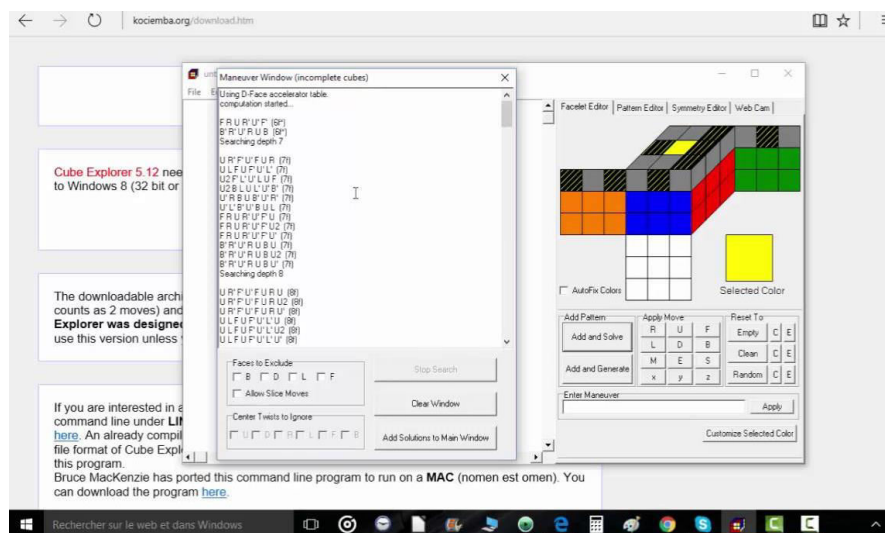 kociemba.org/download.htm
Maneuver Window (incomplete cubes)
File
Using D-Face accelerator table.
computation started...
F R U R' U' F' (6f*)
B' R' U' R U B (6f*)
Searching depth 7
U R' F' U' F U R (7f)
U L F U F' U' L' (7f)
U2 F' L' U' L U F (7f)
U2 B L U L' U' B' (7f)
U' R B U B' U' R' (7f)
U' L' B' U' B U L (7f)
F R U R' U' F' U (7f)
F R U R' U' F' U2 (7f)
F R U R' U' F' U' (7f)
B' R' U' R U B U (7f)
B' R' U' R U B U2 (7f)
B' R' U' R U B U' (7f)
Searching depth 8
U R' F' U' F U R U (8f)
U R' F' U' F U R U2 (8f)
U R' F' U' F U R U' (8f)
U L F U F' U' L' U (8f)
U L F U F' U' L' U2 (8f)
U L F U F' U' L' U' (8f)
Faces to Exclude
B D L F
Allow Slice Moves
Center Twists to Ignore
U D R L F B
Stop Search
Clear Window
Add Solutions to Main Window
Facelet Editor Pattern Editor Symmetry Editor Web Cam
AutoFix Colors
Selected Color
Add Pattern
Add and Solve
Add and Generate
Apply Move
R U F
L D B
M E S
x y z
Reset To
Empty C E
Clean C E
Random C E
Enter Maneuver
Apply
Customize Selected Color
Cube Explorer 5.12
to Windows 8 (32 bit or
The downloadable
counts as 2 moves) and
Explorer was designed
use this version unless
If you are interested in a
command line under
here. An already
file format of Cube
this program.
Bruce MacKenzie has ported this command line program to run on a MAC (nomen est omen). You
can download the program here.
Rechercher sur le web et dans Windows